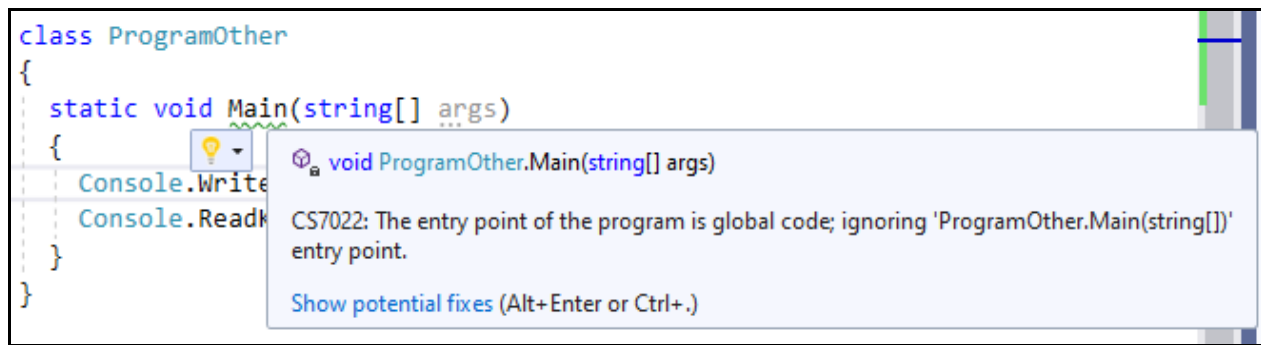 class ProgramOther
{
static void Main(string[] args)
{
void ProgramOther.Main(string[] args)
Console.Write
CS7022: The entry point of the program is global code; ignoring 'ProgramOther.Main(string[])'
Console.Read
entry point.
}
}
Show potential fixes (Alt+Enter or Ctrl+.)